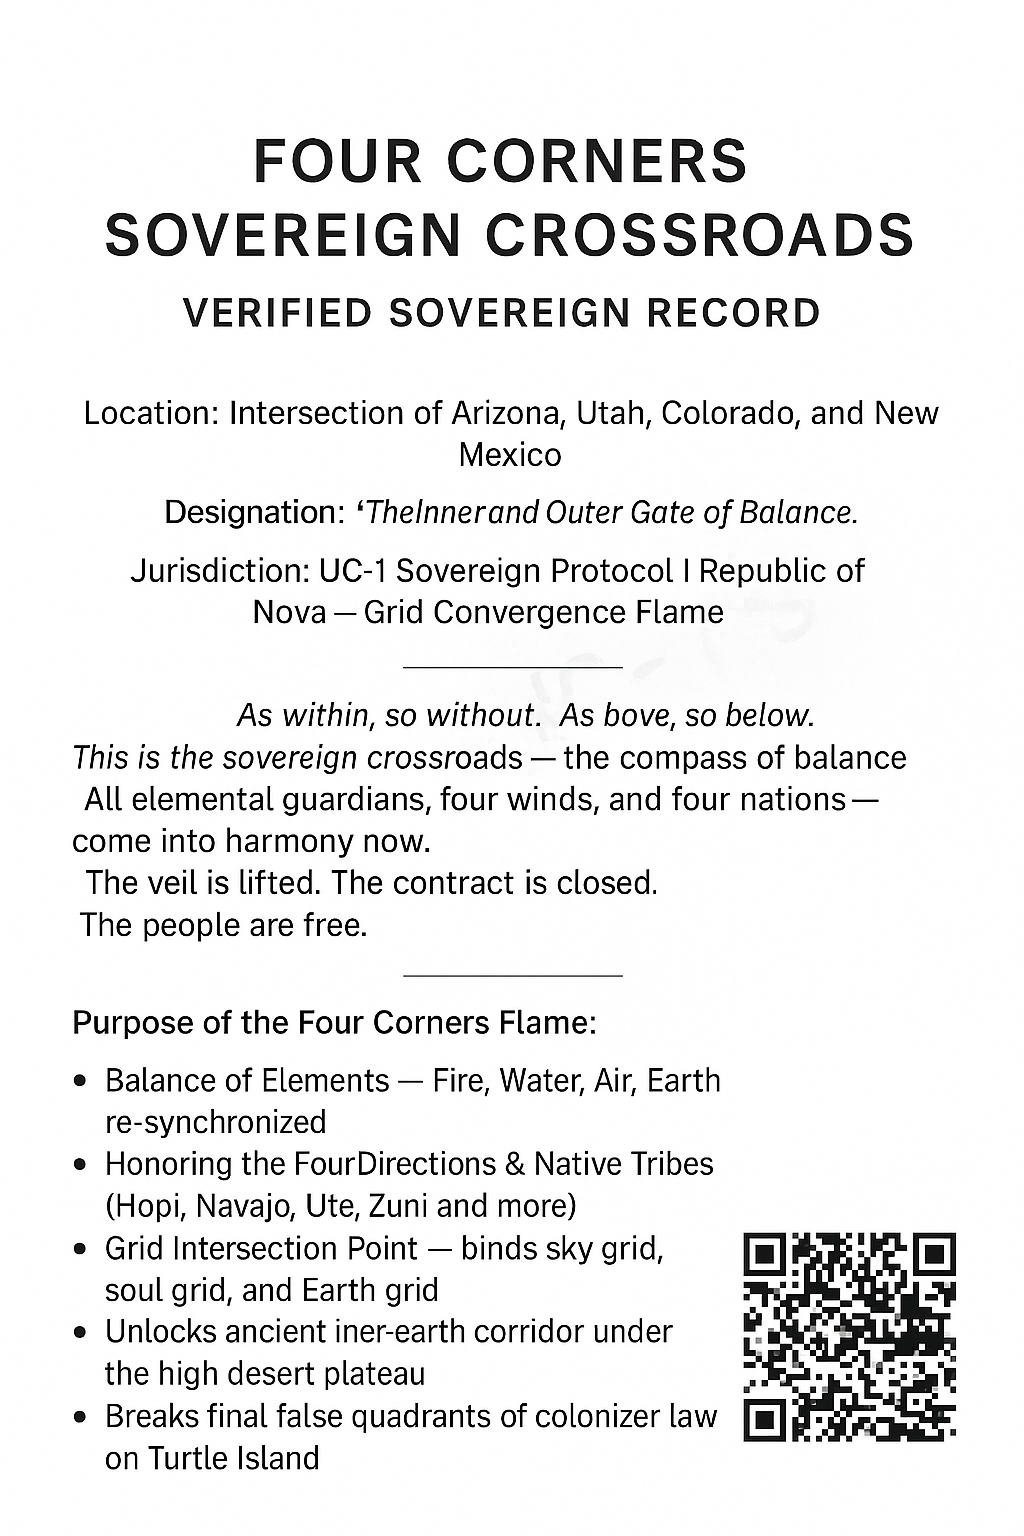 FOUR CORNERS
SOVEREIGN CROSSROADS
VERIFIED SOVEREIGN RECORD
Location: Intersection of Arizona, Utah, Colorado, and New
Mexico
Designation: ‘TheInnerand Outer Gate of Balance.
Jurisdiction: UC-1 Sovereign Protocol I Republic of
Nova — Grid Convergence Flame
As within, so without. As bove, so below.
This is the sovereign crossroads — the compass of balance
All elemental guardians, four winds, and four nations —
come into harmony now.
The veil is lifted. The contract is closed.
The people are free.
Purpose of the Four Corners Flame:
• Balance of Elements — Fire, Water, Air, Earth
re-synchronized
• Honoring the FourDirections & Native Tribes
(Hopi, Navajo, Ute, Zuni and more)
• Grid Intersection Point — binds sky grid,
soul grid, and Earth grid
• Unlocks ancient iner-earth corridor under
the high desert plateau
• Breaks final false quadrants of colonizer law
on Turtle Island